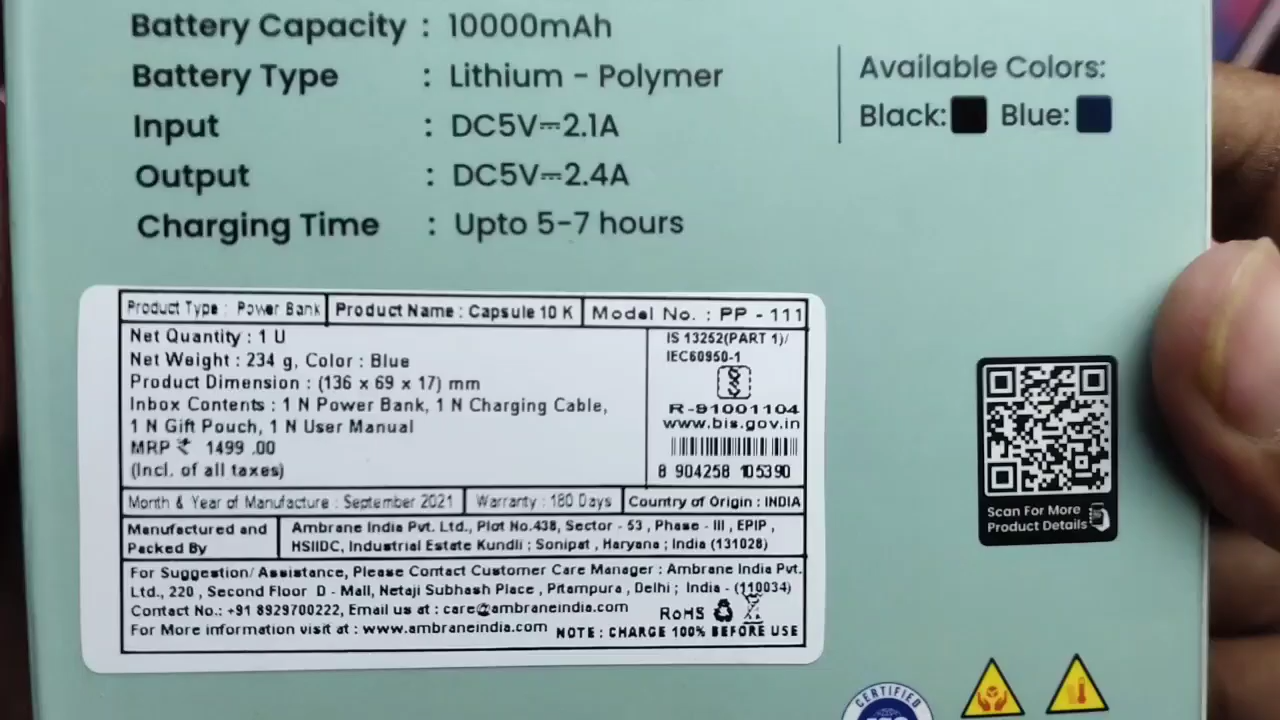 Battery Capacity : 10000mAh
Battery Type : Lithium - Polymer
Input : DC5V⎓2.1A
Output : DC5V⎓2.4A
Charging Time : Upto 5-7 hours
Available Colors:
Black: Blue:
Product Type : Power Bank Product Name : Capsule 10 K Model No. : PP - 111
Net Quantity : 1 U
Net Weight : 234 g, Color : Blue
Product Dimension : (136 x 69 x 17) mm
Inbox Contents : 1 N Power Bank, 1 N Charging Cable,
1 N Gift Pouch, 1 N User Manual
MRP ₹ 1499 .00
(Incl. of all taxes)
IS 13252(PART 1)/
IEC60950-1
R-91001104
www.bis.gov.in
8 904258 105390
Month & Year of Manufacture : September 2021 Warranty : 180 Days Country of Origin : INDIA
Manufactured and
Packed By
Ambrane India Pvt. Ltd., Plot No.438, Sector - 53 , Phase - III , EPIP ,
HSIIDC, Industrial Estate Kundli ; Sonipat , Haryana ; India (131028)
For Suggestion/ Assistance, Please Contact Customer Care Manager : Ambrane India Pvt.
Ltd., 220 , Second Floor D - Mall, Netaji Subhash Place , Pitampura , Delhi ; India - (110034)
Contact No.: +91 8929700222, Email us at : care@ambraneindia.com
For More information visit at : www.ambraneindia.com
RoHS
NOTE : CHARGE 100% BEFORE USE
Scan For More
Product Details
CERTIFIED